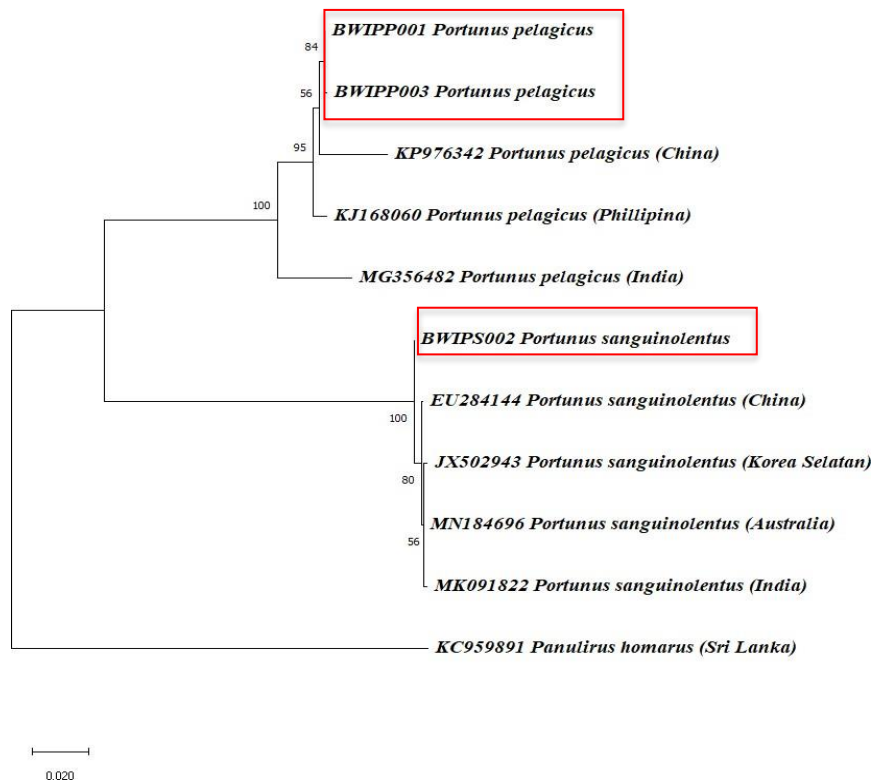 BWIPP001 Portunus pelagicus
84
56
BWIPP003 Portunus pelagicus
95
KP976342 Portunus pelagicus (China)
100
KJ168060 Portunus pelagicus (Phillipina)
MG356482 Portunus pelagicus (India)
BWIPS002 Portunus sanguinolentus
EU284144 Portunus sanguinolentus (China)
100
JX502943 Portunus sanguinolentus (Korea Selatan)
80
MN184696 Portunus sanguinolentus (Australia)
56
MK091822 Portunus sanguinolentus (India)
KC959891 Panulirus homarus (Sri Lanka)
0.020